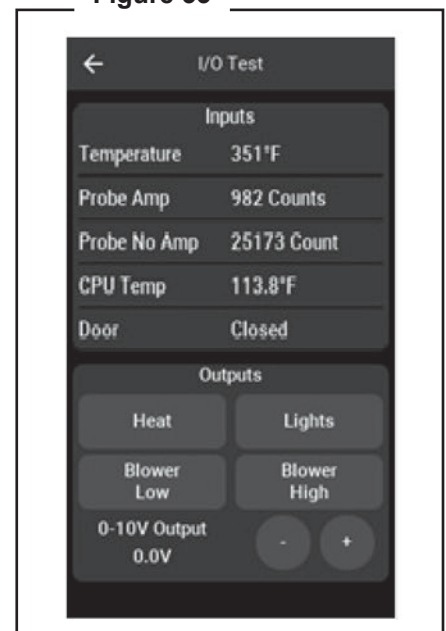 I/O Test
Inputs
Temperature 351°F
Probe Amp 982 Counts
Probe No Amp 25173 Count
CPU Temp 113.8°F
Door Closed
Outputs
Heat Lights
Blower Blower
Low High
0-10V Output
0.0V - +